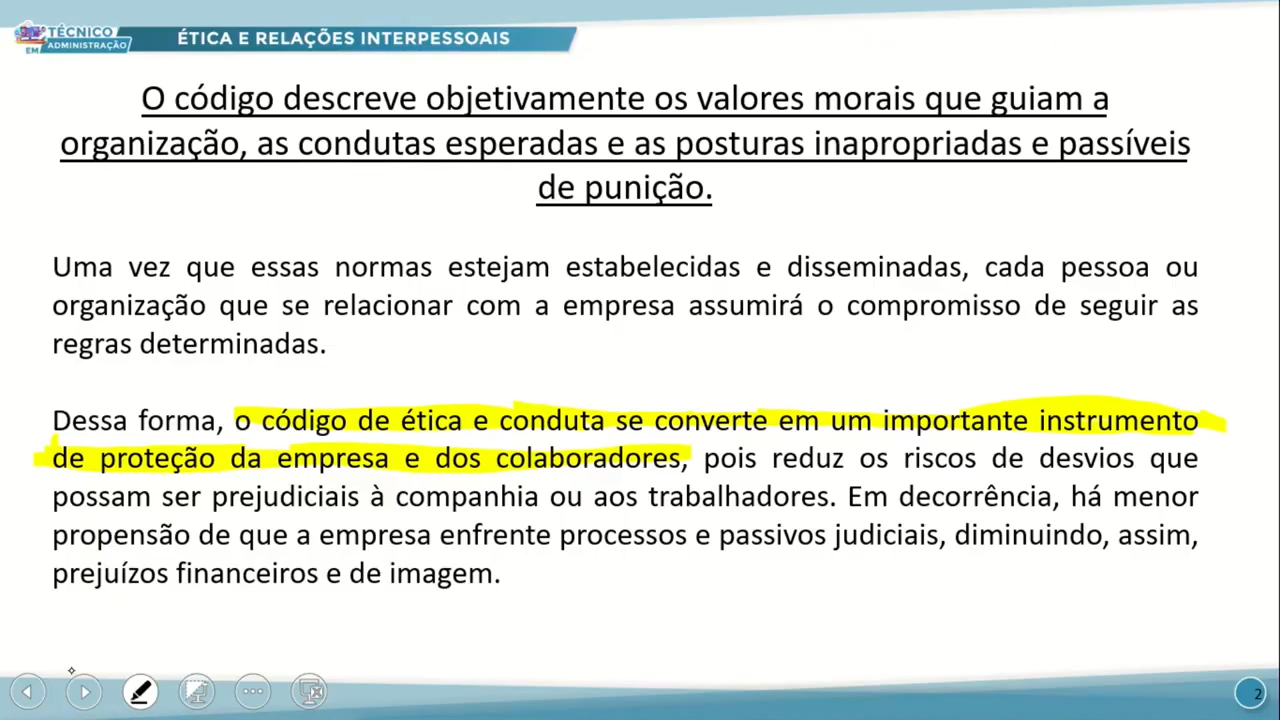 TÉCNICO
EM ADMINISTRAÇÃO
ÉTICA E RELAÇÕES INTERPESSOAIS
O código descreve objetivamente os valores morais que guiam a
organização, as condutas esperadas e as posturas inapropriadas e passíveis
de punição.
Uma vez que essas normas estejam estabelecidas e disseminadas, cada pessoa ou
organização que se relacionar com a empresa assumirá o compromisso de seguir as
regras determinadas.
Dessa forma, o código de ética e conduta se converte em um importante instrumento
de proteção da empresa e dos colaboradores, pois reduz os riscos de desvios que
possam ser prejudiciais à companhia ou aos trabalhadores. Em decorrência, há menor
propensão de que a empresa enfrente processos e passivos judiciais, diminuindo, assim,
prejuízos financeiros e de imagem.
2